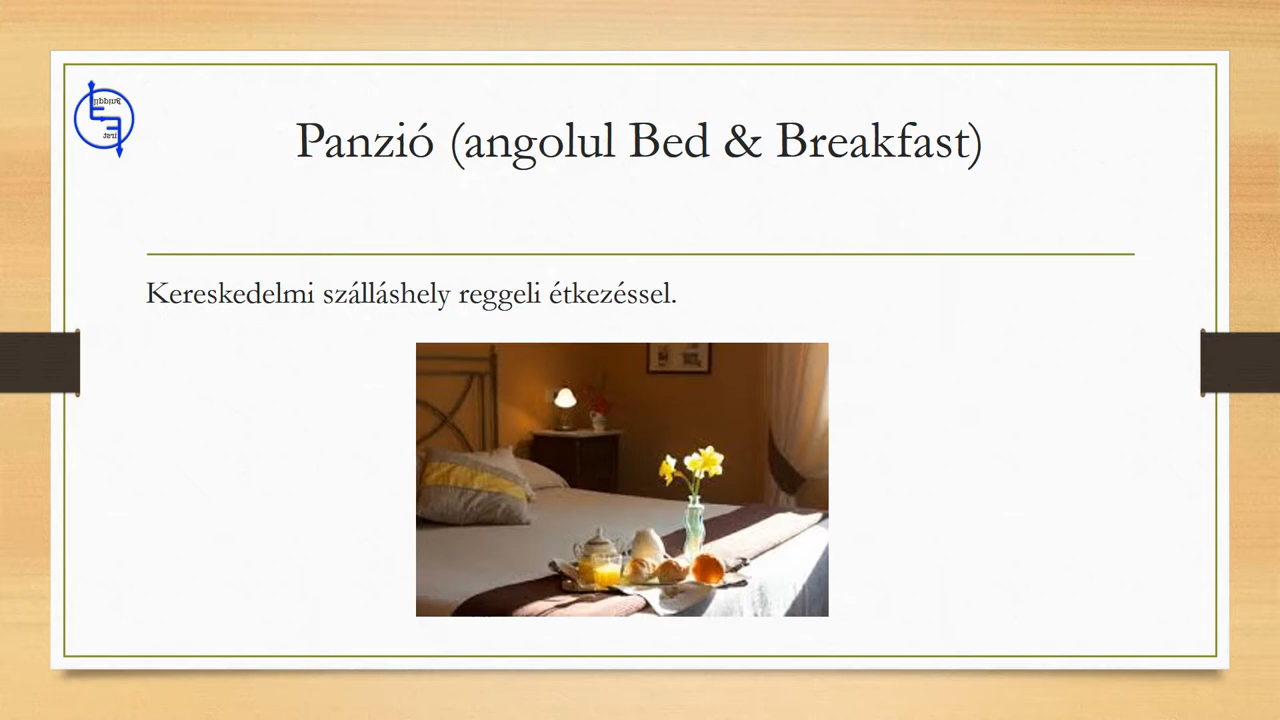 Panzió (angolul Bed & Breakfast)
Kereskedelmi szálláshely reggeli étkezéssel.